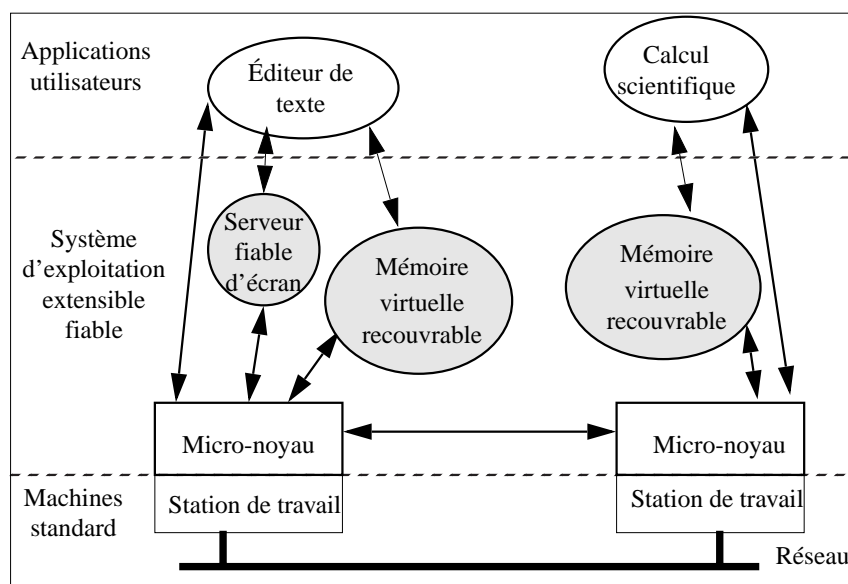 Applications
utilisateurs
Éditeur de
texte
Calcul
scientifique
Système
d'exploitation
extensible
fiable
Serveur
fiable
d'écran
Mémoire
virtuelle
recouvrable
Mémoire
virtuelle
recouvrable
Micro-noyau
Micro-noyau
Machines
standard
Station de travail
Station de travail
Réseau